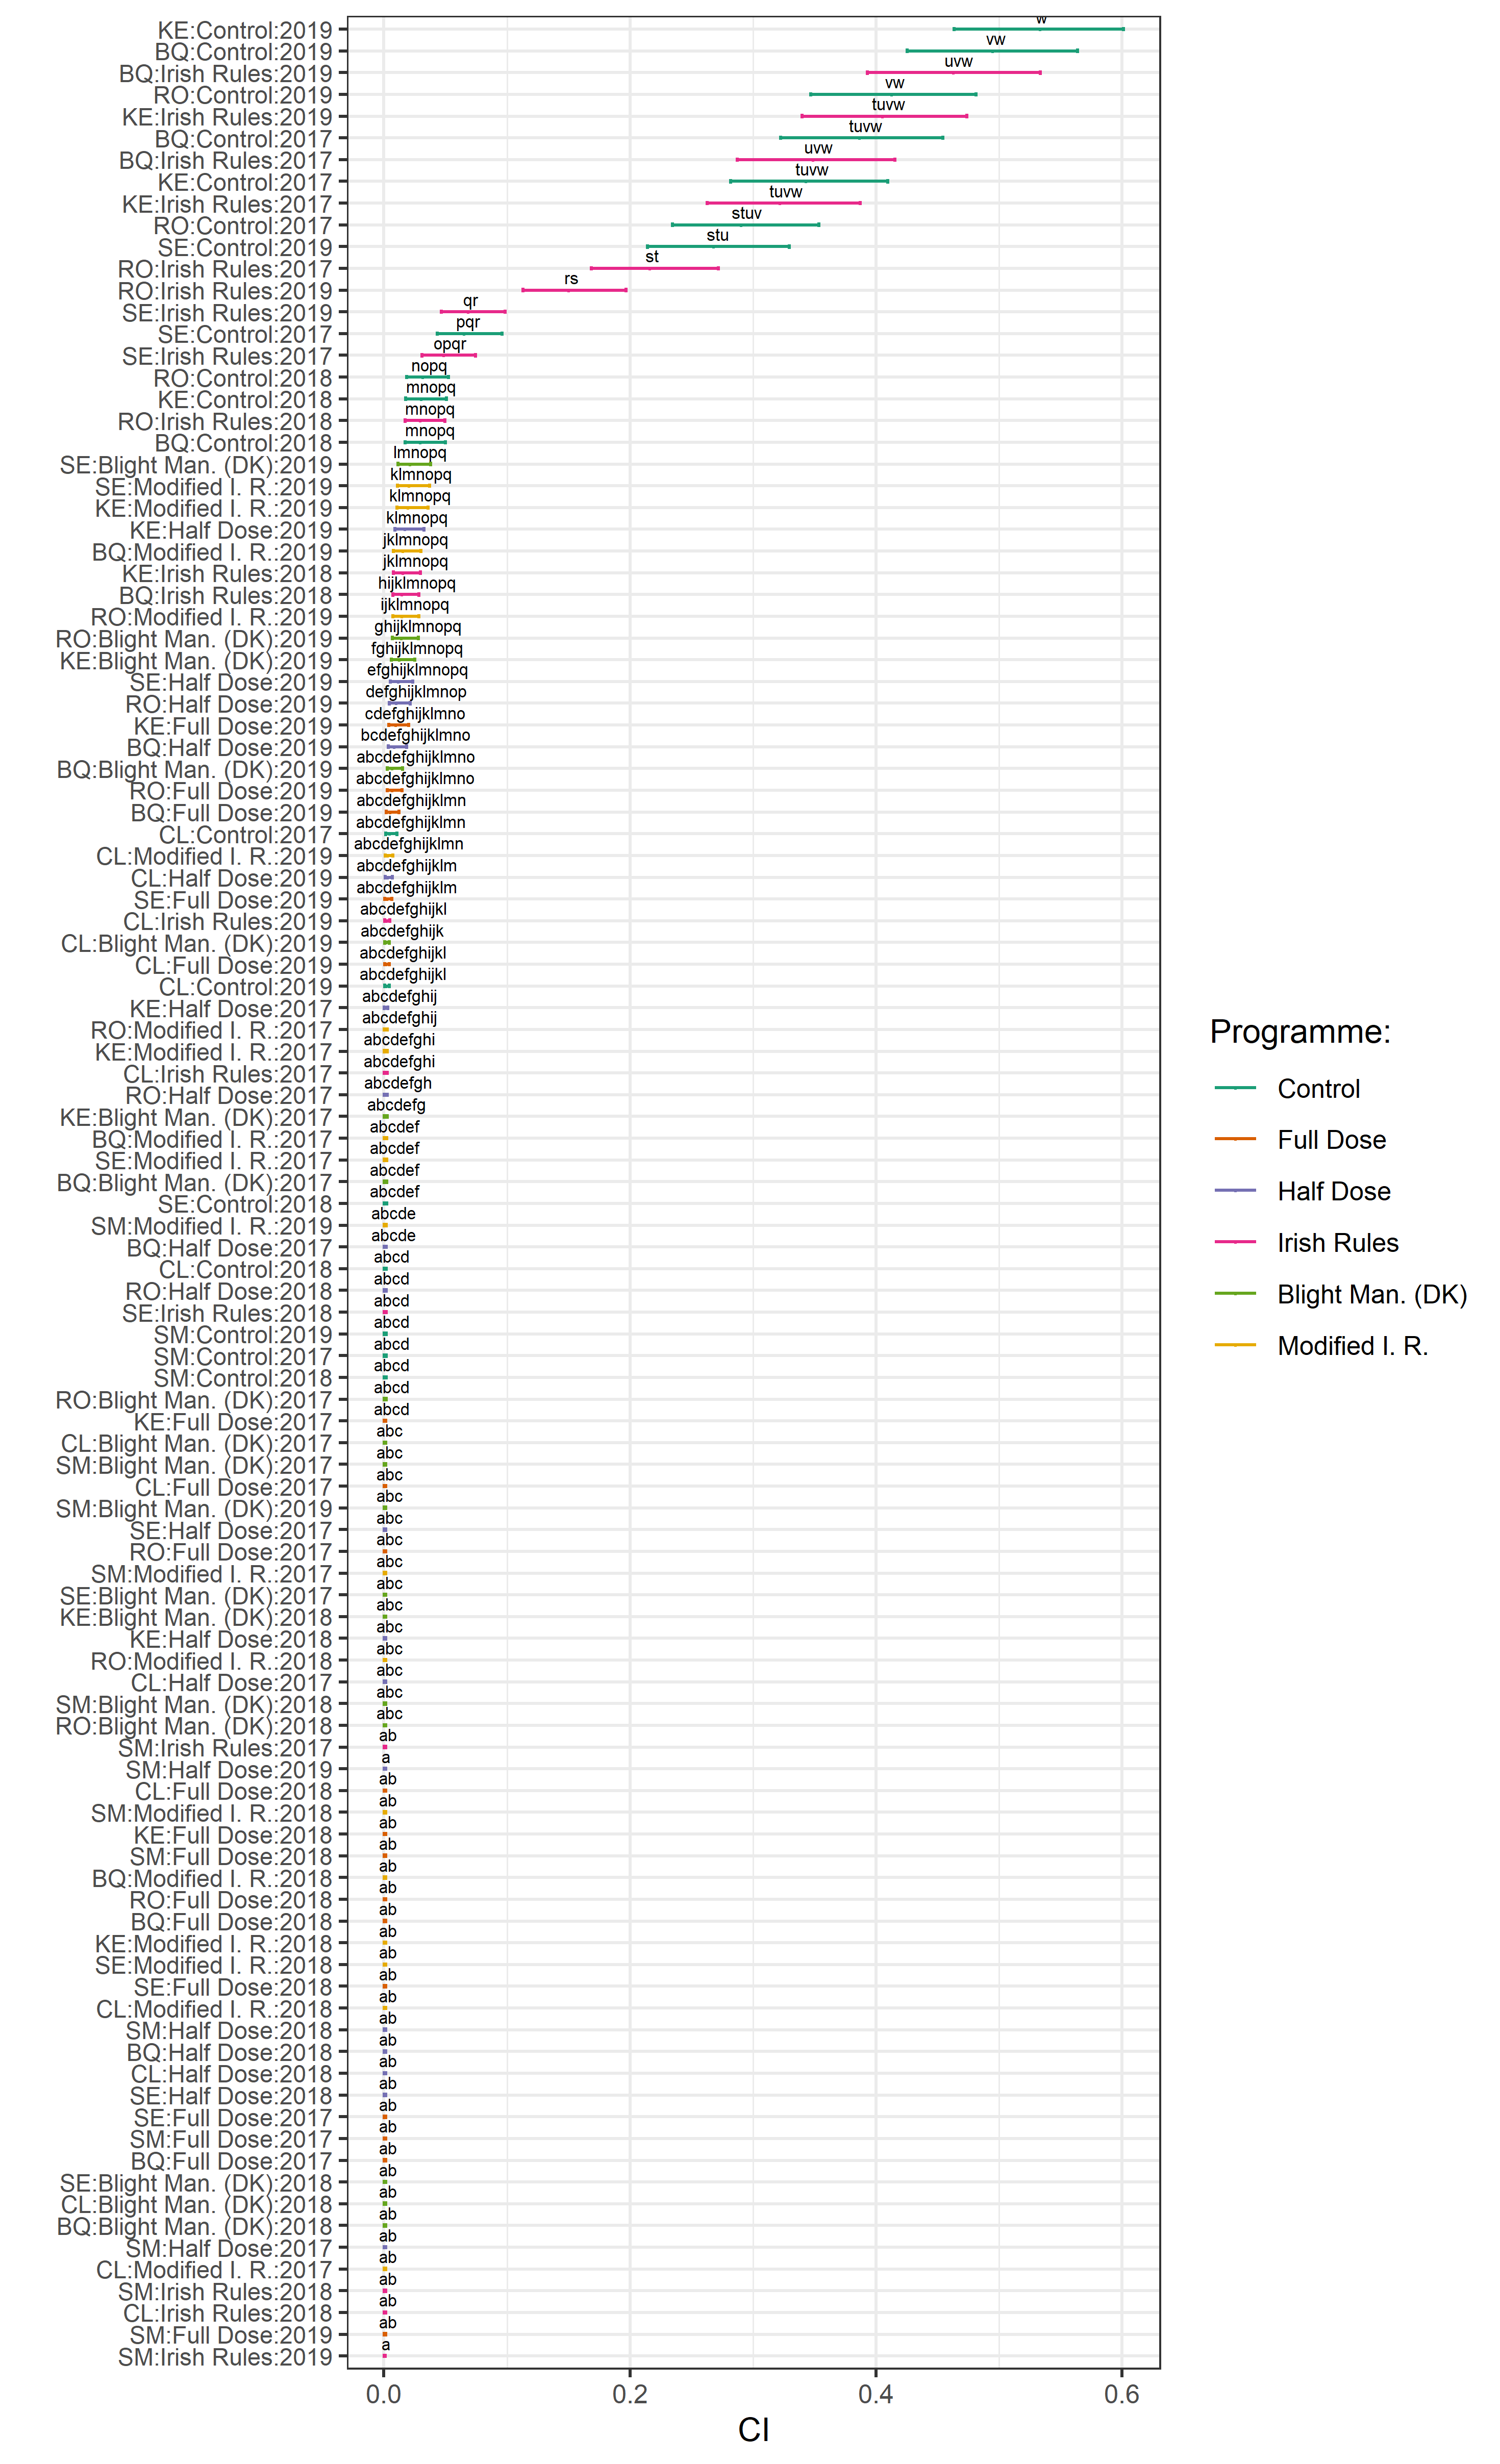 KE:Control:2019 w
BQ:Control:2019 vw
BQ:Irish Rules:2019 uvw
RO:Control:2019 vw
KE:Irish Rules:2019 tuvw
BQ:Control:2017 tuvw
BQ:Irish Rules:2017 uvw
KE:Control:2017 tuvw
KE:Irish Rules:2017 tuvw
RO:Control:2017 stuv
SE:Control:2019 stu
RO:Irish Rules:2017 st
RO:Irish Rules:2019 rs
SE:Irish Rules:2019 qr
SE:Control:2017 pqr
SE:Irish Rules:2017 opqr
RO:Control:2018 nopq
KE:Control:2018 mnopq
RO:Irish Rules:2018 mnopq
BQ:Control:2018 mnopq
SE:Blight Man. (DK):2019 lmnopq
SE:Modified I. R.:2019 klmnopq
KE:Modified I. R.:2019 klmnopq
KE:Half Dose:2019 klmnopq
BQ:Modified I. R.:2019 jklmnopq
KE:Irish Rules:2018 jklmnopq
BQ:Irish Rules:2018 hijklmnopq
RO:Modified I. R.:2019 ijklmnopq
RO:Blight Man. (DK):2019 ghijklmnopq
KE:Blight Man. (DK):2019 fghijklmnopq
SE:Half Dose:2019 efghijklmnopq
RO:Half Dose:2019 defghijklmnop
KE:Full Dose:2019 cdefghijklmno
BQ:Half Dose:2019 bcdefghijklmno
BQ:Blight Man. (DK):2019 abcdefghijklmno
RO:Full Dose:2019 abcdefghijklmno
BQ:Full Dose:2019 abcdefghijklmn
CL:Control:2017 abcdefghijklmn
CL:Modified I. R.:2019 abcdefghijklmn
CL:Half Dose:2019 abcdefghijklm
SE:Full Dose:2019 abcdefghijklm
CL:Irish Rules:2019 abcdefghijkl
CL:Blight Man. (DK):2019 abcdefghijk
CL:Full Dose:2019 abcdefghijkl
CL:Control:2019 abcdefghijkl
KE:Half Dose:2017 abcdefghij
RO:Modified I. R.:2017 abcdefghij
KE:Modified I. R.:2017 abcdefghi
CL:Irish Rules:2017 abcdefghi
RO:Half Dose:2017 abcdefgh
KE:Blight Man. (DK):2017 abcdefg
BQ:Modified I. R.:2017 abcdef
SE:Modified I. R.:2017 abcdef
BQ:Blight Man. (DK):2017 abcdef
SE:Control:2018 abcdef
SM:Modified I. R.:2019 abcde
BQ:Half Dose:2017 abcde
CL:Control:2018 abcd
RO:Half Dose:2018 abcd
SE:Irish Rules:2018 abcd
SM:Control:2019 abcd
SM:Control:2017 abcd
SM:Control:2018 abcd
RO:Blight Man. (DK):2017 abcd
KE:Full Dose:2017 abcd
CL:Blight Man. (DK):2017 abc
SM:Blight Man. (DK):2017 abc
CL:Full Dose:2017 abc
SM:Blight Man. (DK):2019 abc
SE:Half Dose:2017 abc
RO:Full Dose:2017 abc
SM:Modified I. R.:2017 abc
SE:Blight Man. (DK):2017 abc
KE:Blight Man. (DK):2018 abc
KE:Half Dose:2018 abc
RO:Modified I. R.:2018 abc
CL:Half Dose:2017 abc
SM:Blight Man. (DK):2018 abc
RO:Blight Man. (DK):2018 abc
SM:Irish Rules:2017 ab
SM:Half Dose:2019 a
CL:Full Dose:2018 ab
SM:Modified I. R.:2018 ab
KE:Full Dose:2018 ab
SM:Full Dose:2018 ab
BQ:Modified I. R.:2018 ab
RO:Full Dose:2018 ab
BQ:Full Dose:2018 ab
KE:Modified I. R.:2018 ab
SE:Modified I. R.:2018 ab
SE:Full Dose:2018 ab
CL:Modified I. R.:2018 ab
SM:Half Dose:2018 ab
BQ:Half Dose:2018 ab
CL:Half Dose:2018 ab
SE:Half Dose:2018 ab
SE:Full Dose:2017 ab
SM:Full Dose:2017 ab
BQ:Full Dose:2017 ab
SE:Blight Man. (DK):2018 ab
CL:Blight Man. (DK):2018 ab
BQ:Blight Man. (DK):2018 ab
SM:Half Dose:2017 ab
CL:Modified I. R.:2017 ab
SM:Irish Rules:2018 ab
CL:Irish Rules:2018 ab
SM:Full Dose:2019 ab
SM:Irish Rules:2019 a
0.0 0.2 0.4 0.6
CI
Programme:
Control
Full Dose
Half Dose
Irish Rules
Blight Man. (DK)
Modified I. R.